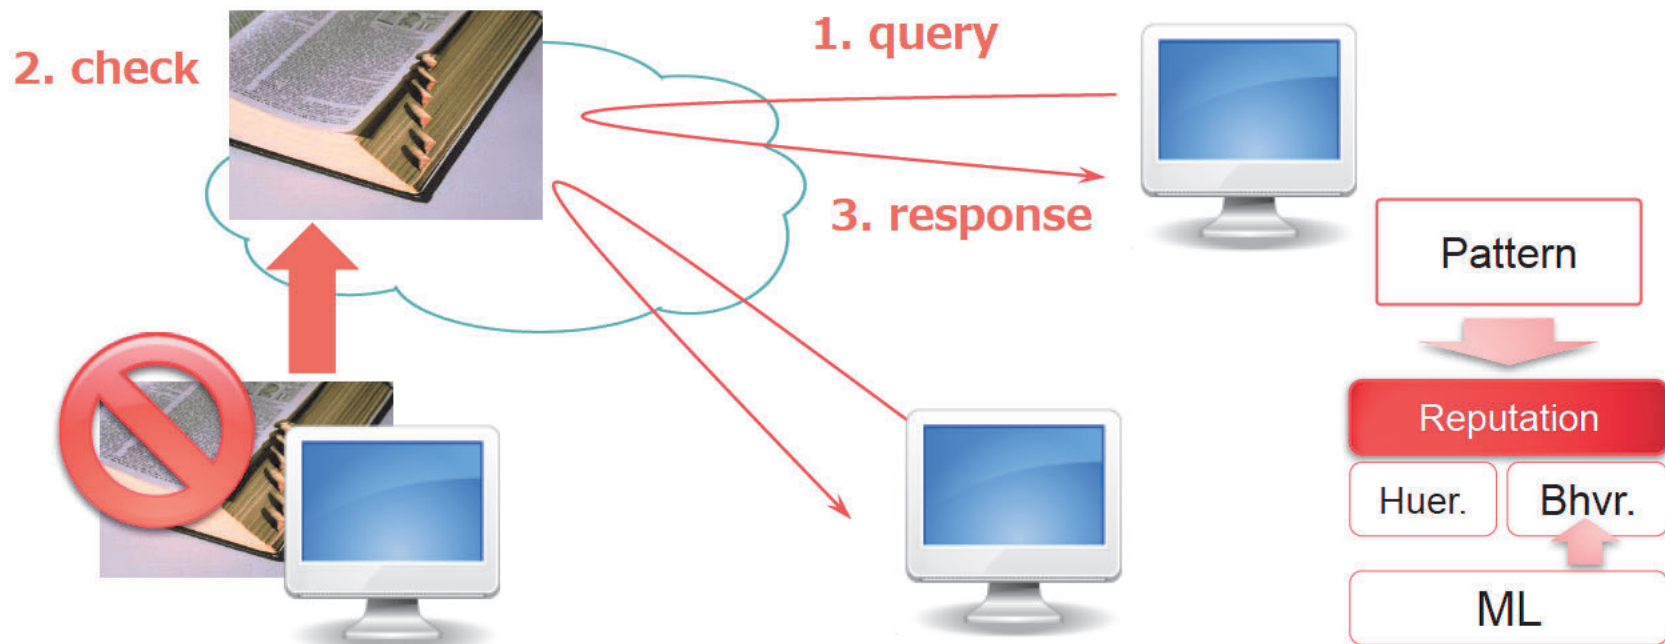 1. query
2. check
3. response
Pattern
Reputation
Huer.
Bhvr.
ML